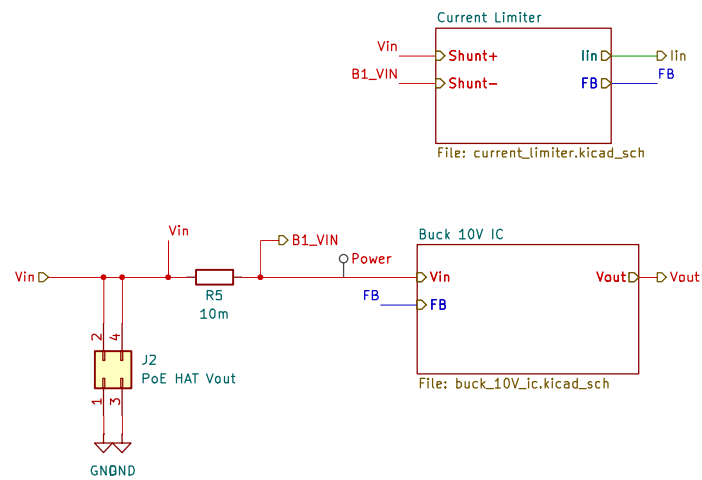 Current Limiter
Vin
Shunt+
Iin
Iin
B1_VIN
Shunt-
FB
FB
File: current_limiter.kicad_sch
Vin
B1_VIN
Buck 10V IC
Power
Vin
Vin
Vout
Vout
R5
10m
FB
FB
2
4
J2
PoE HAT Vout
File: buck_10V_ic.kicad_sch
1
3
GND
GND